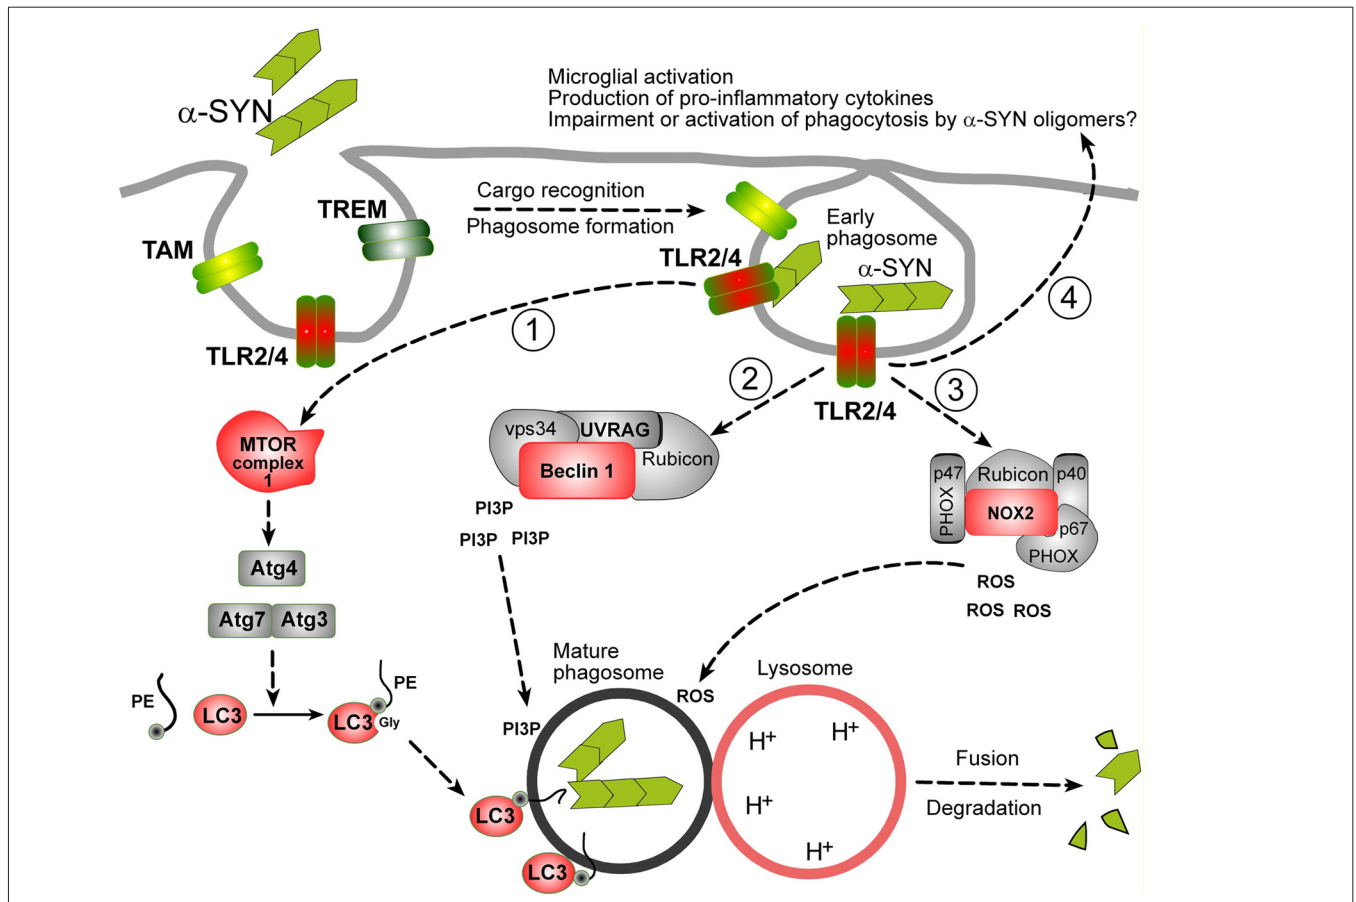 Microglial activation
Production of pro-inflammatory cytokines
Impairment or activation of phagocytosis by α-SYN oligomers?
α-SYN
TREM
TAM
TLR2/4
Cargo recognition
Phagosome formation
TLR2/4
Early
phagosome
α-SYN
TLR2/4
1
2
3
4
MTOR
complex
1
Atg4
Atg7
Atg3
PE
LC3
LC3
Gly
PE
vps34
UVRAG
Rubicon
Beclin 1
PI3P
PI3P PI3P
p47
PHOX
Rubicon
p40
NOX2
p67
PHOX
ROS
ROS ROS
Mature
phagosome
ROS
PI3P
LC3
LC3
Lysosome
H+
H+
H+
H+
Fusion
Degradation